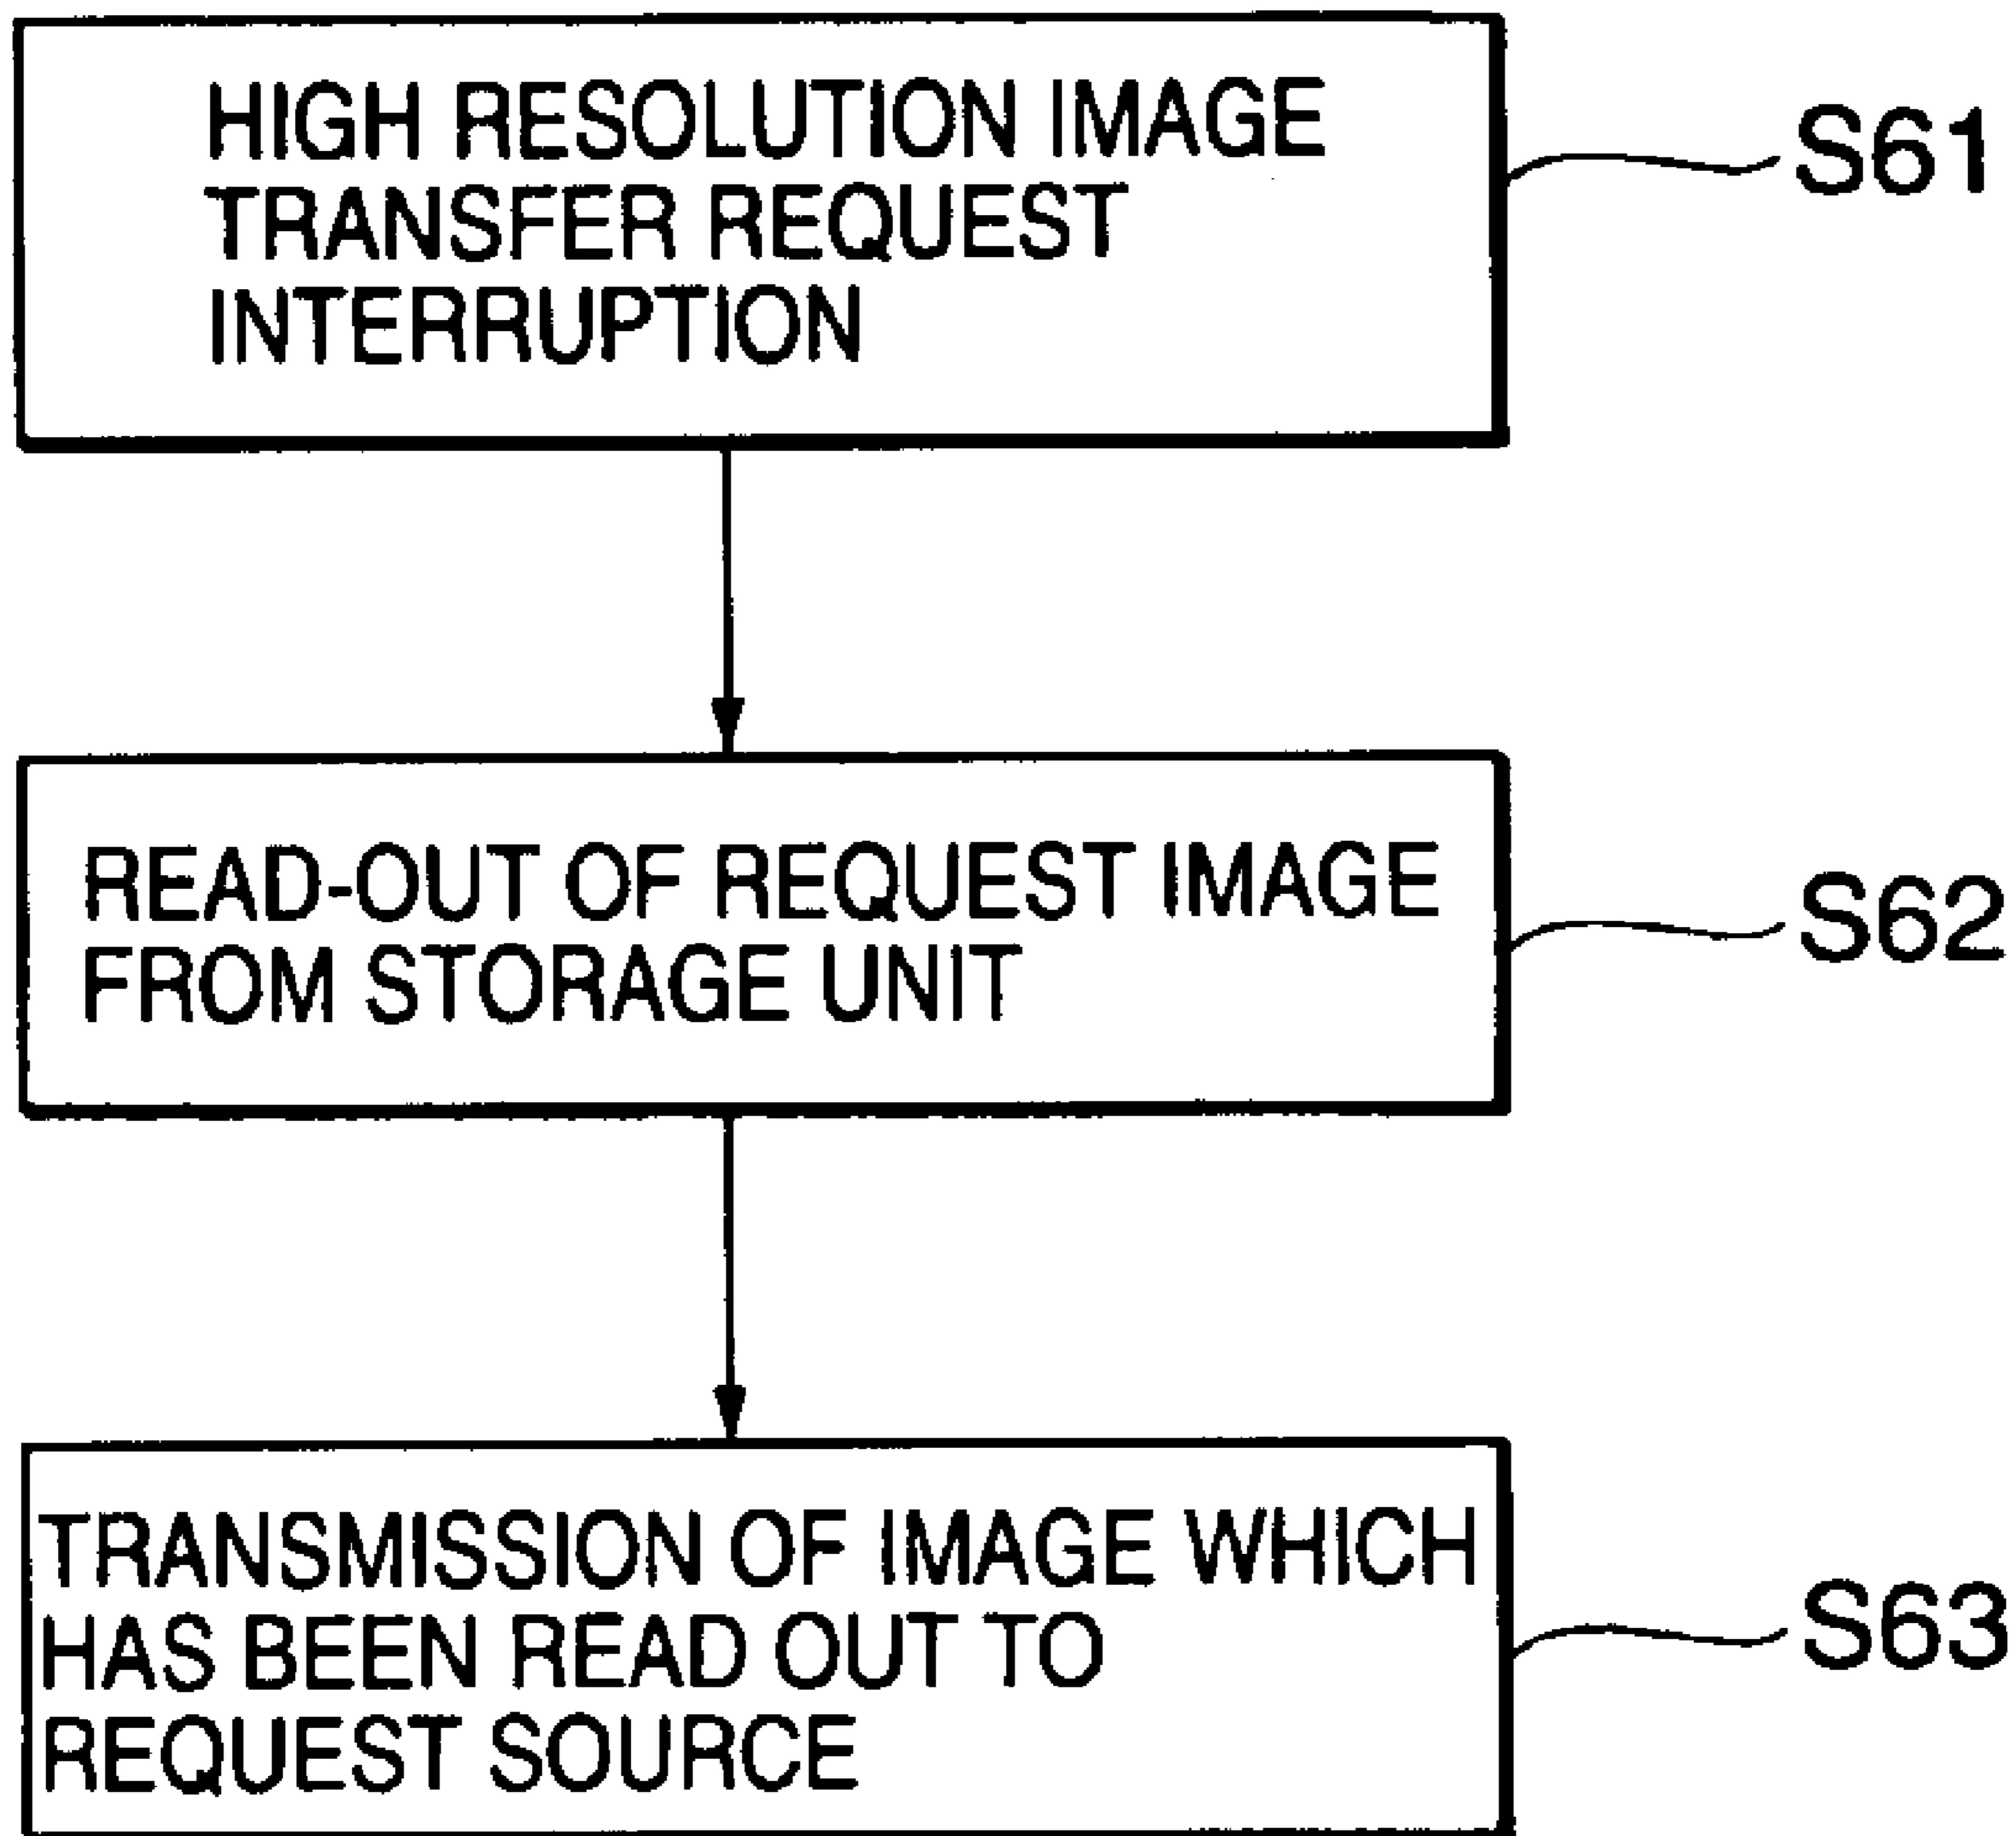 HIGH RESOLUTION IMAGE
TRANSFER REQUEST
INTERRUPTION
S61
READ-OUT OF REQUEST IMAGE
FROM STORAGE UNIT
S62
TRANSMISSION OF IMAGE WHICH
HAS BEEN READ OUT TO
REQUEST SOURCE
S63